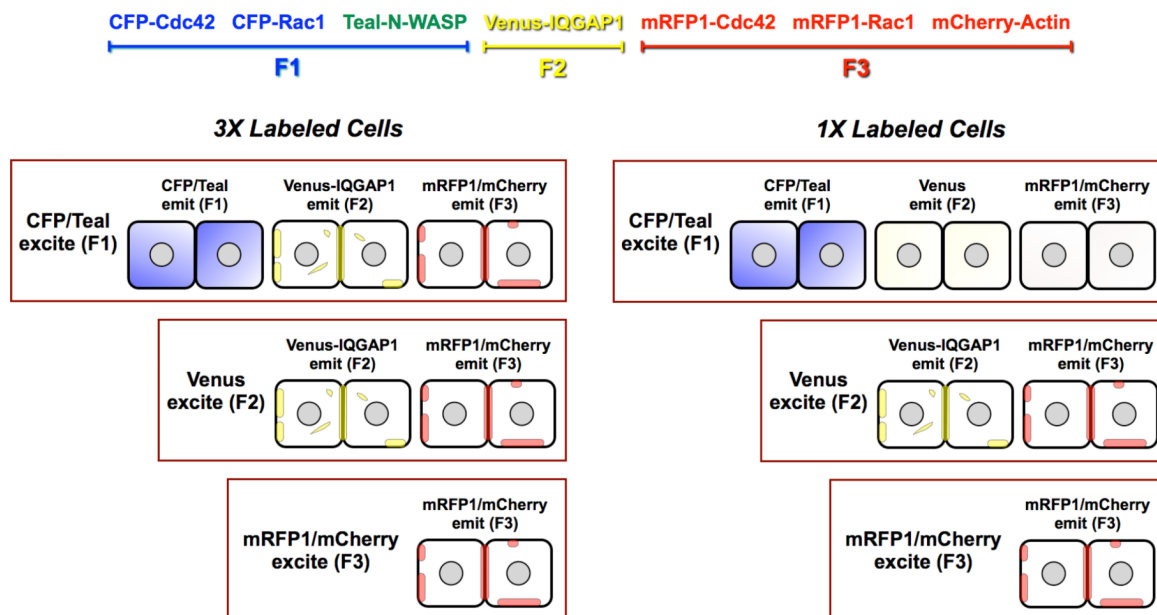 CFP-Cdc42 CFP-Rac1 Teal-N-WASP Venus-IQGAP1 mRFP1-Cdc42 mRFP1-Rac1 mCherry-Actin
F1 F2 F3
3X Labeled Cells
CFP/Teal
excite (F1)
CFP/Teal
emit (F1)
Venus-IQGAP1
emit (F2)
mRFP1/mCherry
emit (F3)
Venus
excite (F2)
Venus-IQGAP1
emit (F2)
mRFP1/mCherry
emit (F3)
mRFP1/mCherry
excite (F3)
mRFP1/mCherry
emit (F3)
1X Labeled Cells
CFP/Teal
excite (F1)
CFP/Teal
emit (F1)
Venus
emit (F2)
mRFP1/mCherry
emit (F3)
Venus
excite (F2)
Venus-IQGAP1
emit (F2)
mRFP1/mCherry
emit (F3)
mRFP1/mCherry
excite (F3)
mRFP1/mCherry
emit (F3)